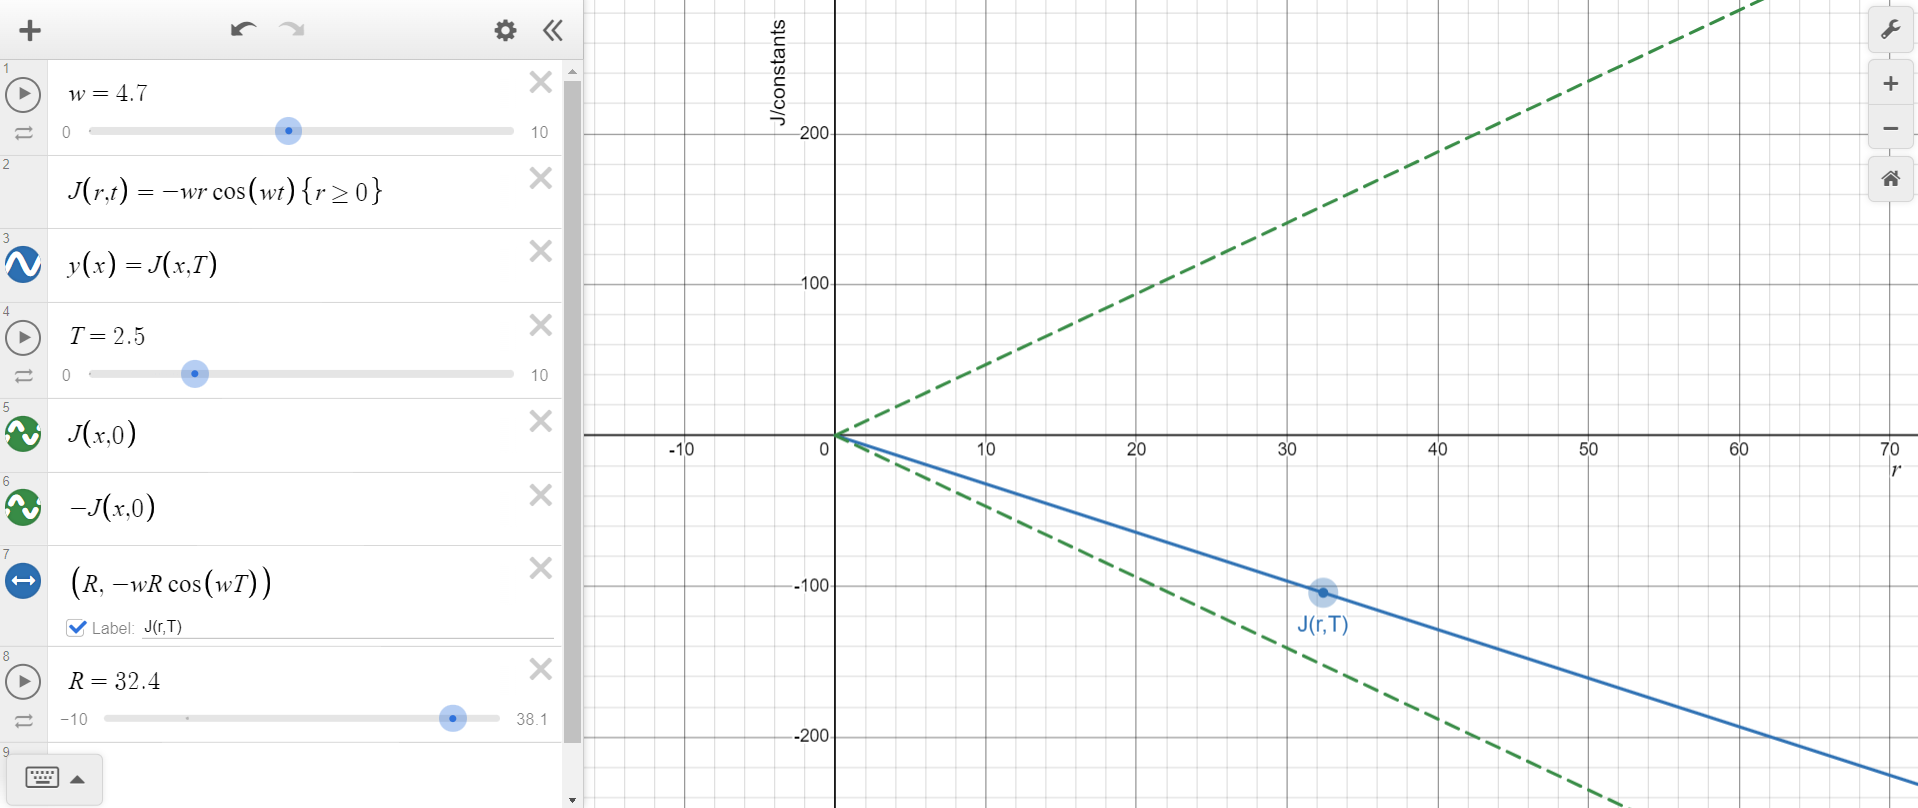 1
w = 4.7
0 10
2
J(r,t) = −wr cos(wt) {r ≥ 0}
3
y(x) = J(x,T)
4
T = 2.5
0 10
5
J(x,0)
6
−J(x,0)
7
(R, −wR cos(wT))
Label: J(r,T)
8
R = 32.4
−10 38.1
9
J/constants
200
100
-10 0 10 20 30 40 50 60 70
r
-100
J(r,T)
-200